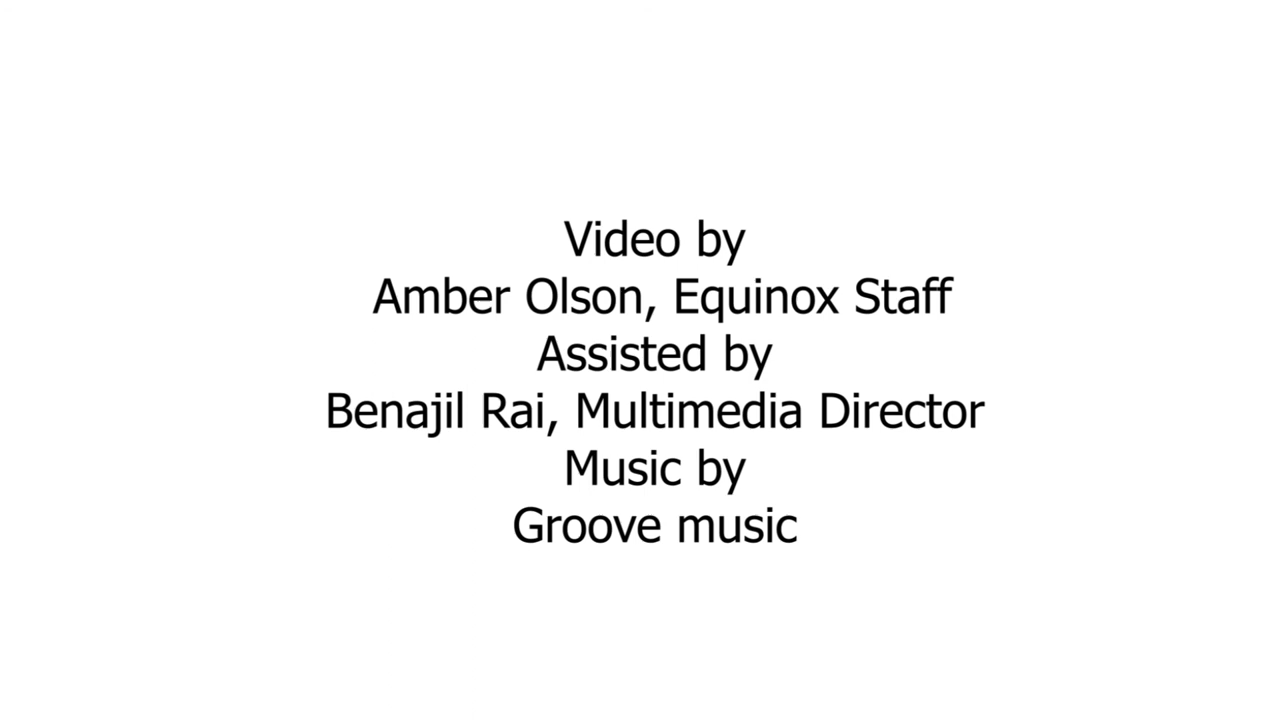 Video by
Amber Olson, Equinox Staff
Assisted by
Benajil Rai, Multimedia Director
Music by
Groove music